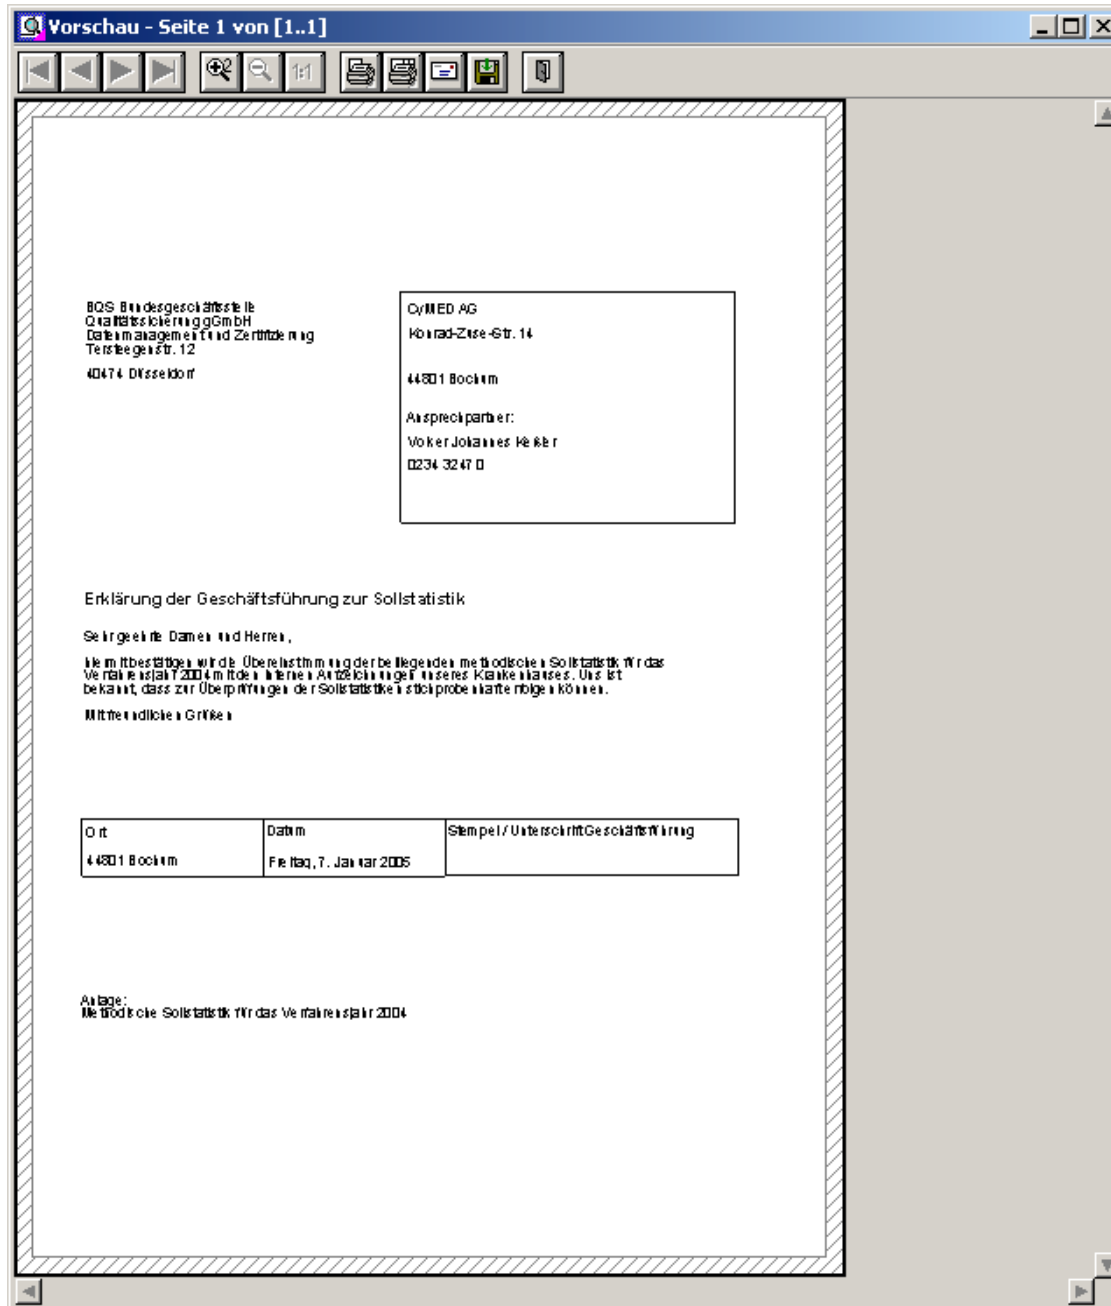 Vorschau - Seite 1 von [1..1]
1:1
BQS Bundesgeschäftsstelle
Qualitätssicherung gGmbH
Datenmanagement und Zertifizierung
Tersteegenstr. 12
40474 Düsseldorf
CyMED AG
Konrad-Zuse-Str. 14
44801 Bochum
Ansprechpartner:
Volker Johannes Keßler
0234 3247 0
Erklärung der Geschäftsführung zur Sollstatistik
Sehr geehrte Damen und Herren,
hiermit bestätigen wir die Übereinstimmung der beiliegenden methodischen Sollstatistik für das
Verfahrensjahr 2004 mit den internen Aufzeichnungen unseres Krankenhauses. Uns ist
bekannt, dass zur Überprüfungen der Sollstatistiken stichprobenhaft erfolgen können.
Mit freundlichen Grüßen
Ort
Datum
Stempel / Unterschrift Geschäftsführung
44801 Bochum
Freitag, 7. Januar 2005
Anlage:
Methodische Sollstatistik für das Verfahrensjahr 2004